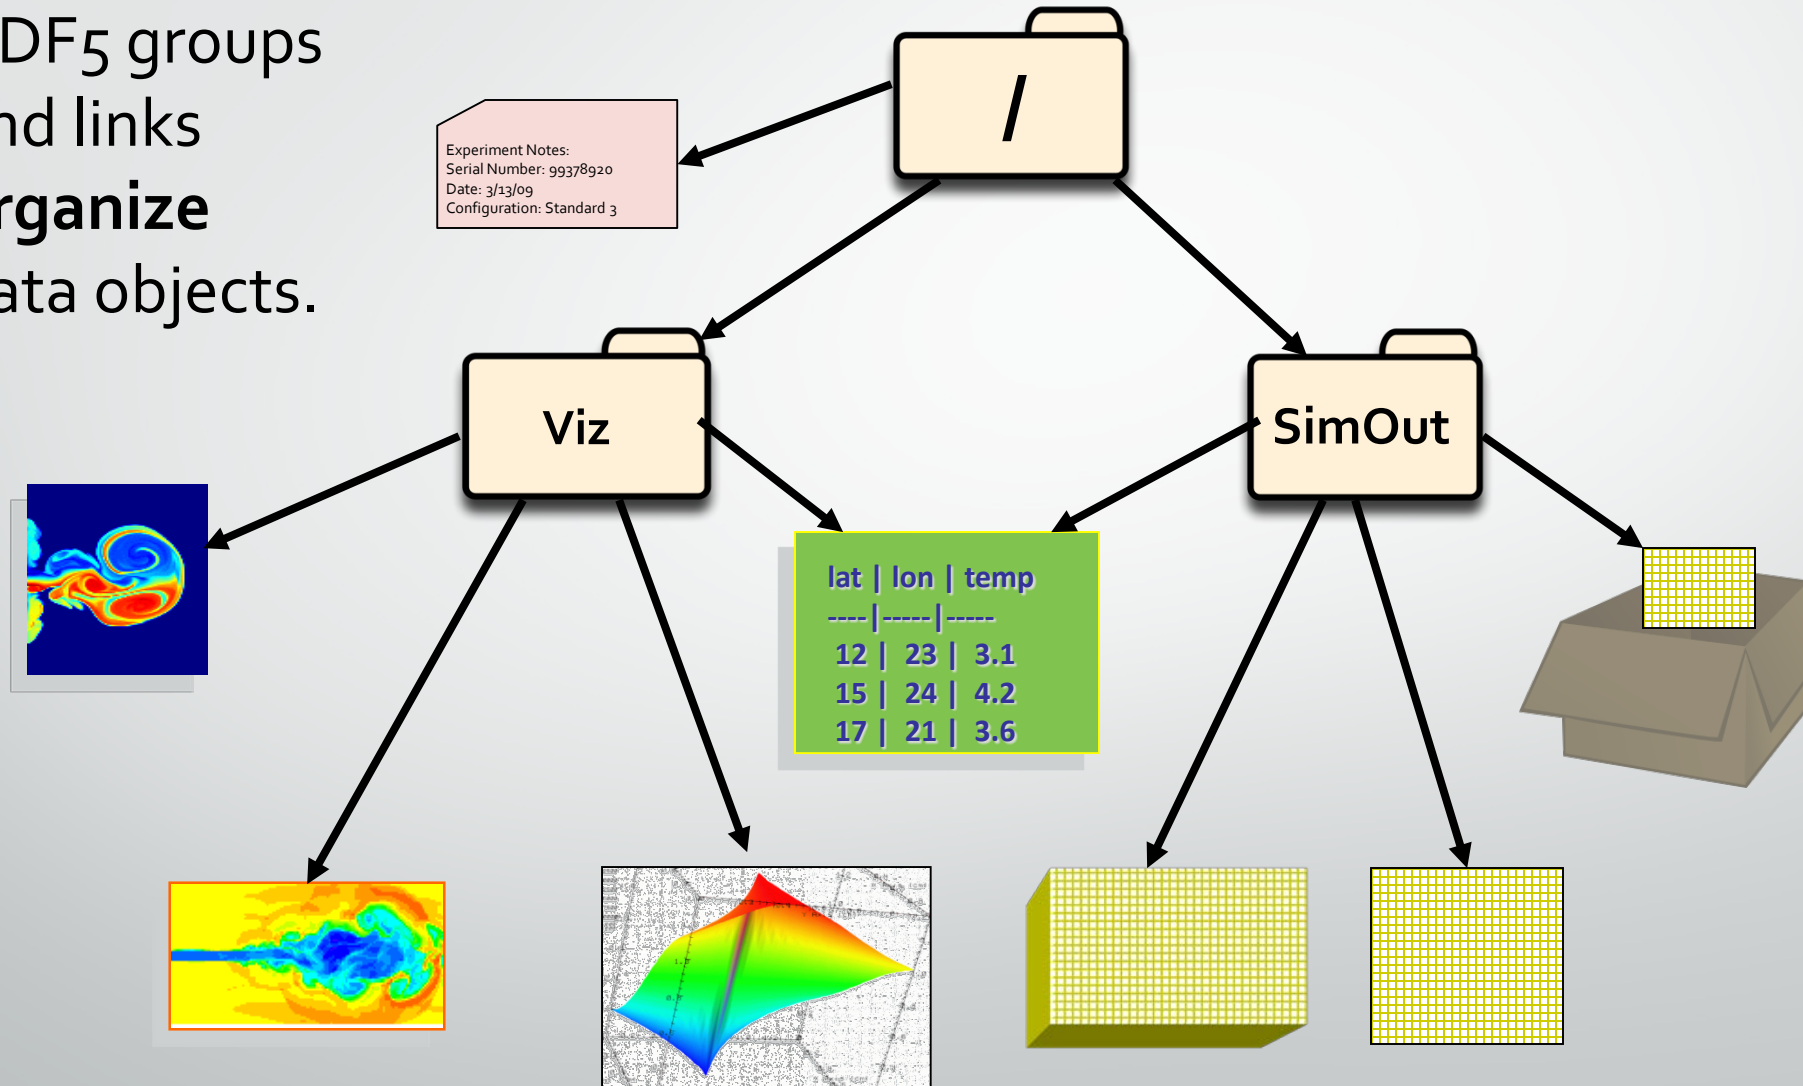 DF5 groups
nd links
rganize
ata objects.
/
Experiment Notes:
Serial Number: 99378920
Date: 3/13/09
Configuration: Standard 3
Viz
SimOut
lat | lon | temp
----|-----|-----
12 | 23 | 3.1
15 | 24 | 4.2
17 | 21 | 3.6